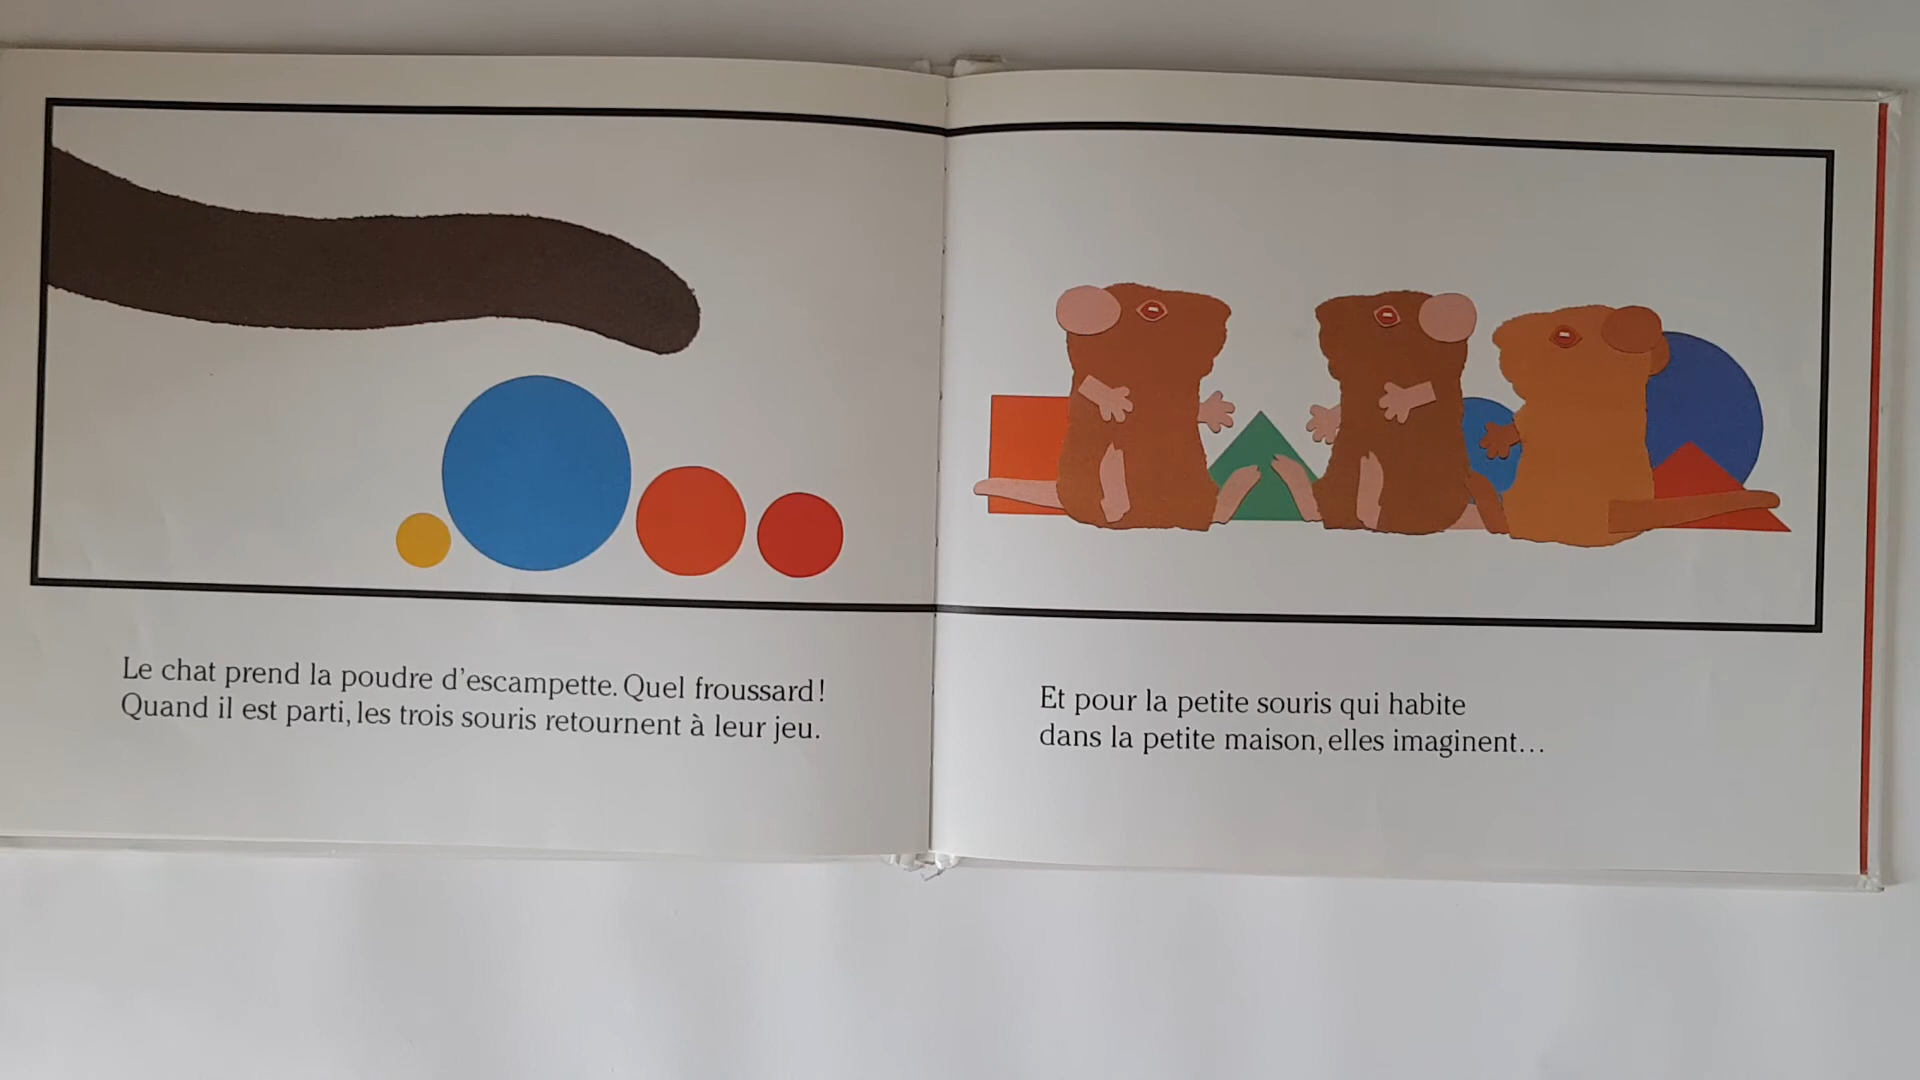 Le chat prend la poudre d'escampette. Quel froussard!
Quand il est parti, les trois souris retournent à leur jeu.
Et pour la petite souris qui habite
dans la petite maison, elles imaginent...